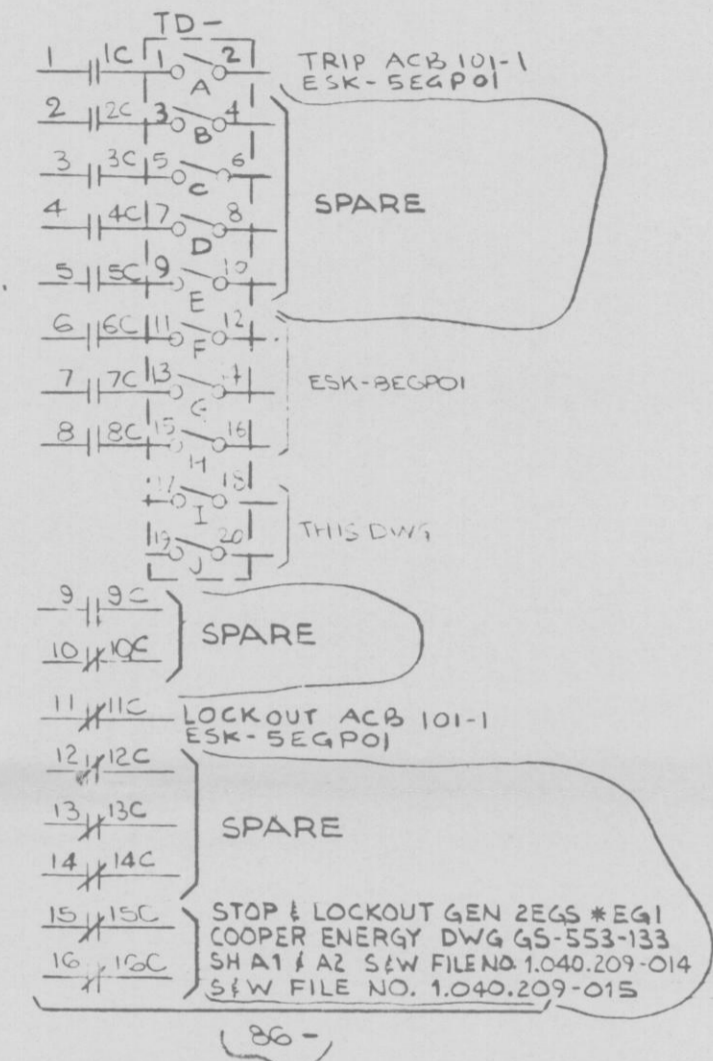 TD-
1 1C 1 2 TRIP ACB 101-1
A ESK-5EGP01
2 2C 3 4
B
3 3C 5 6
C SPARE
4 4C 7 8
D
5 5C 9 10
E
6 6C 11 12
F
7 7C 13 ESK-8EGP01
G
8 8C 15 16
H
17 18
I THIS DWG
19 20
J
9 9C
SPARE
10 10C
11 11C LOCKOUT ACB 101-1
ESK-5EGP01
12 12C
13 13C SPARE
14 14C
15 15C STOP & LOCKOUT GEN 2EGS *EG1
COOPER ENERGY DWG GS-553-133
16 16C SH A1 & A2 S&W FILE NO. 1.040.209-014
S&W FILE NO. 1.040.209-015
86-